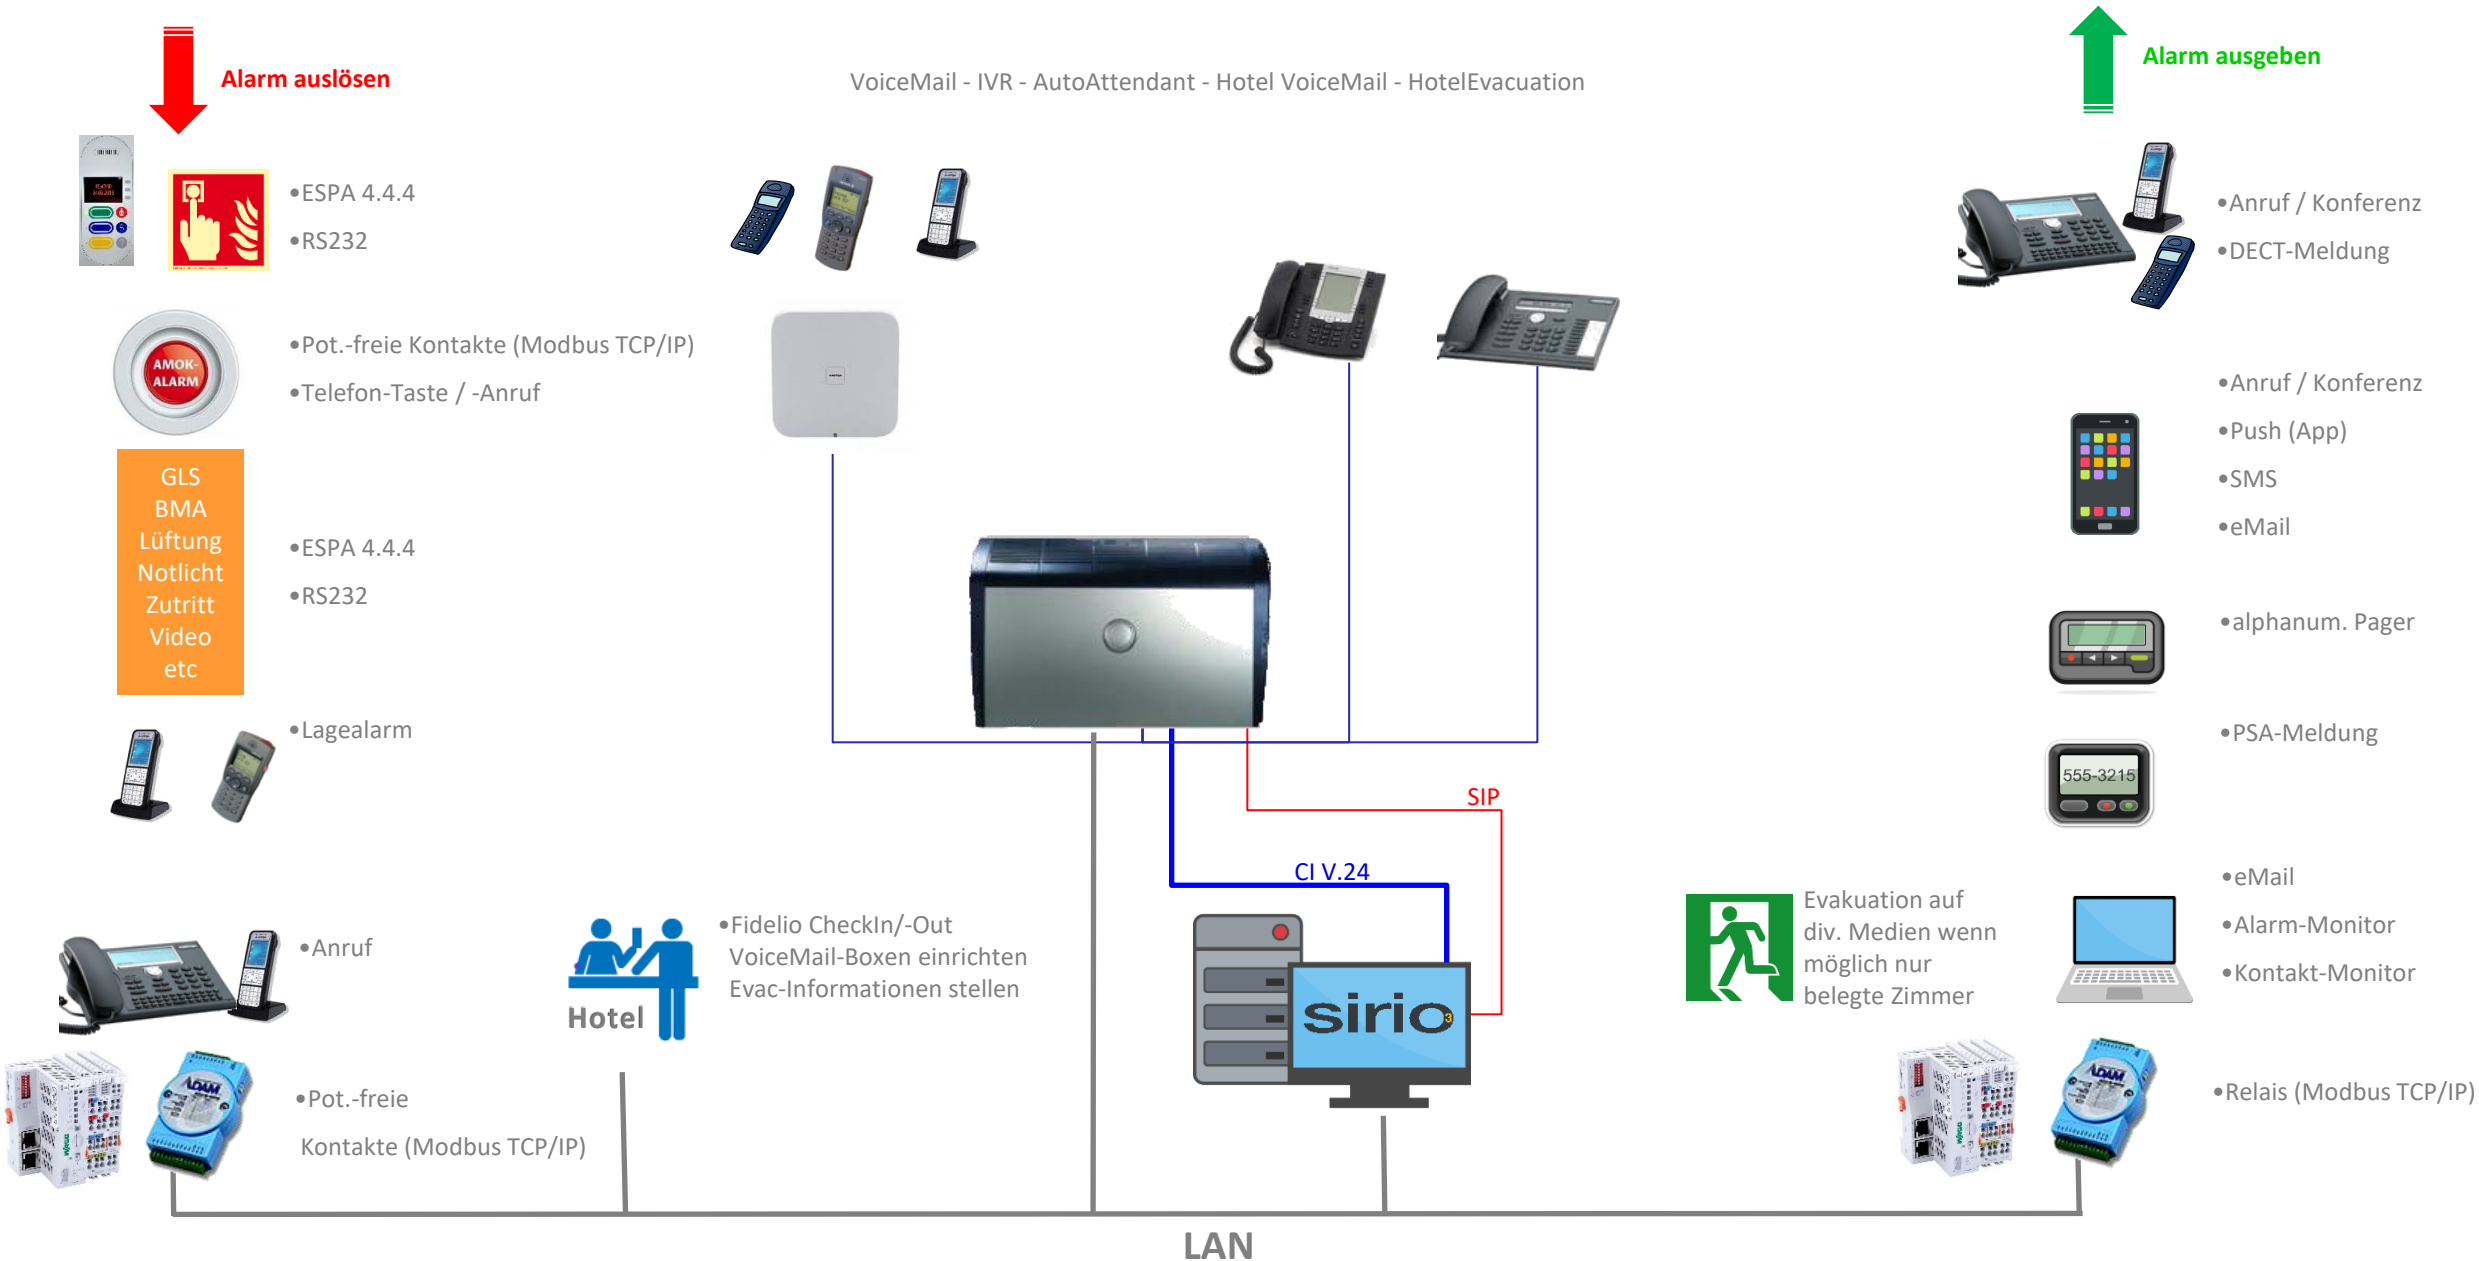 Alarm auslösen
VoiceMail - IVR - AutoAttendant - Hotel VoiceMail - HotelEvacuation
Alarm ausgeben
•ESPA 4.4.4
•RS232
•Anruf / Konferenz
•DECT-Meldung
AMOK-
ALARM
•Pot.-freie Kontakte (Modbus TCP/IP)
•Telefon-Taste / -Anruf
•Anruf / Konferenz
•Push (App)
•SMS
•eMail
GLS
BMA
Lüftung
Notlicht
Zutritt
Video
etc
•ESPA 4.4.4
•RS232
•alphanum. Pager
•Lagealarm
•PSA-Meldung
555-3215
SIP
CI V.24
•Anruf
Hotel
•Fidelio CheckIn/-Out
VoiceMail-Boxen einrichten
Evac-Informationen stellen
sirio3
Evakuation auf
div. Medien wenn
möglich nur
belegte Zimmer
•eMail
•Alarm-Monitor
•Kontakt-Monitor
ADAM
•Pot.-freie
Kontakte (Modbus TCP/IP)
ADAM
•Relais (Modbus TCP/IP)
LAN